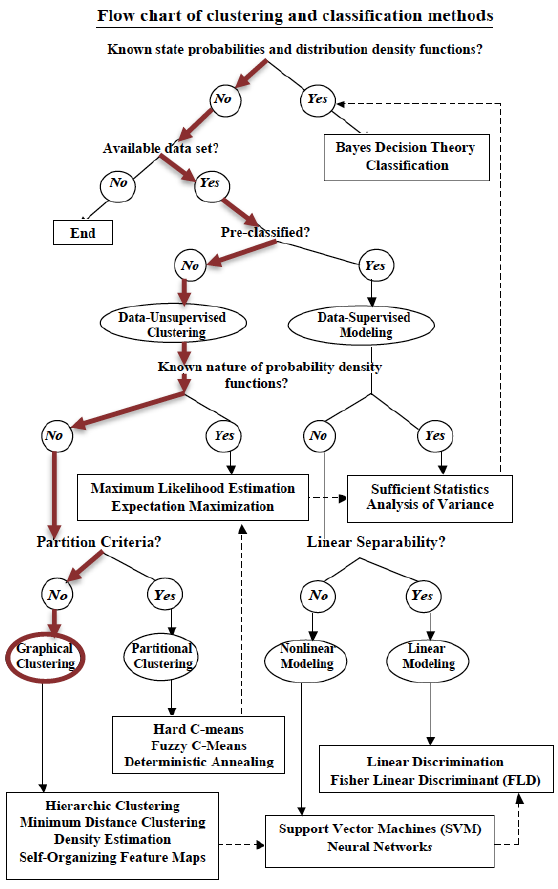 Flow chart of clustering and classification methods
Known state probabilities and distribution density functions?
No
Yes
Available data set?
Bayes Decision Theory
Classification
No
Yes
End
Pre-classified?
No
Yes
Data-Unsupervised
Clustering
Data-Supervised
Modeling
Known nature of probability density
functions?
No
Yes
No
Yes
Maximum Likelihood Estimation
Expectation Maximization
Sufficient Statistics
Analysis of Variance
Partition Criteria?
Linear Separability?
No
Yes
No
Yes
Graphical
Clustering
Partitional
Clustering
Nonlinear
Modeling
Linear
Modeling
Hard C-means
Fuzzy C-Means
Deterministic Annealing
Linear Discrimination
Fisher Linear Discriminant (FLD)
Hierarchic Clustering
Minimum Distance Clustering
Density Estimation
Self-Organizing Feature Maps
Support Vector Machines (SVM)
Neural Networks